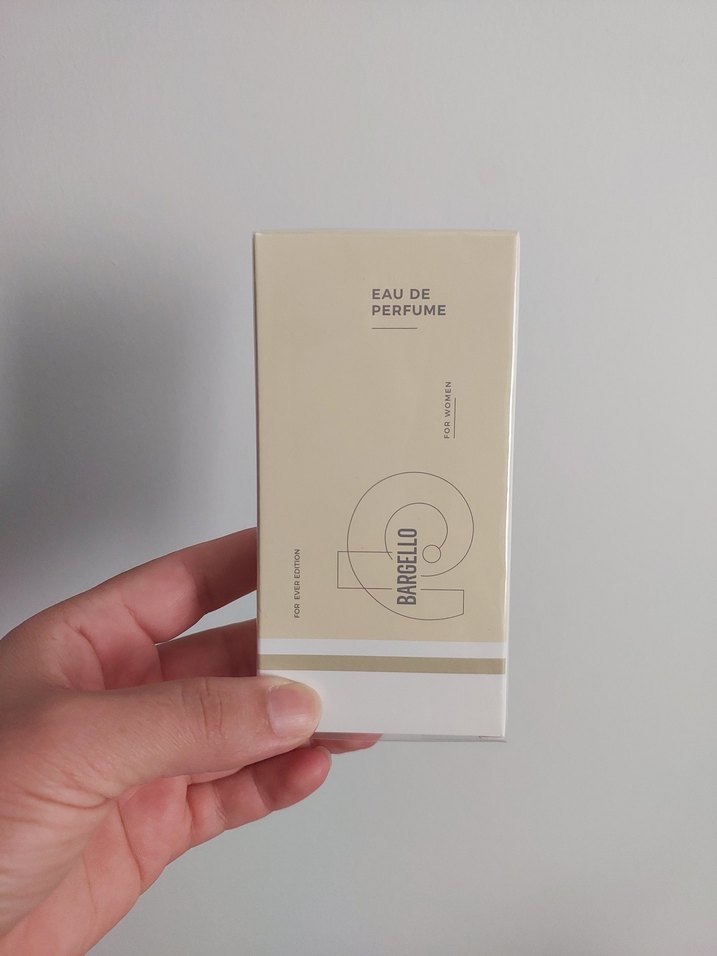 EAU DE
PERFUME
FOR WOMEN
BARGELLO
FOR EVER EDITION